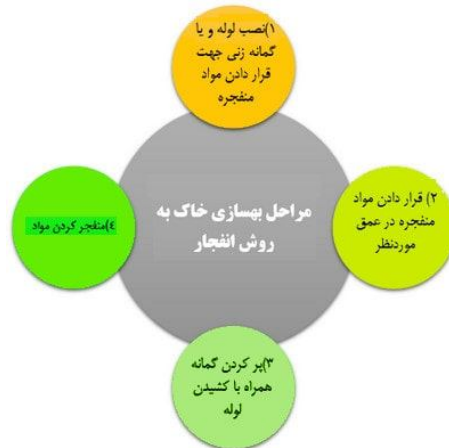 ۱)نصب لوله و یا
گمانه زنی جهت
قرار دادن مواد
منفجره
۲) قرار دادن مواد
منفجره در عمق
موردنظر
مراحل بهسازی خاک به
روش انفجار
۴)منفجر کردن مواد
۳)پر کردن گمانه
همراه با کشیدن
لوله